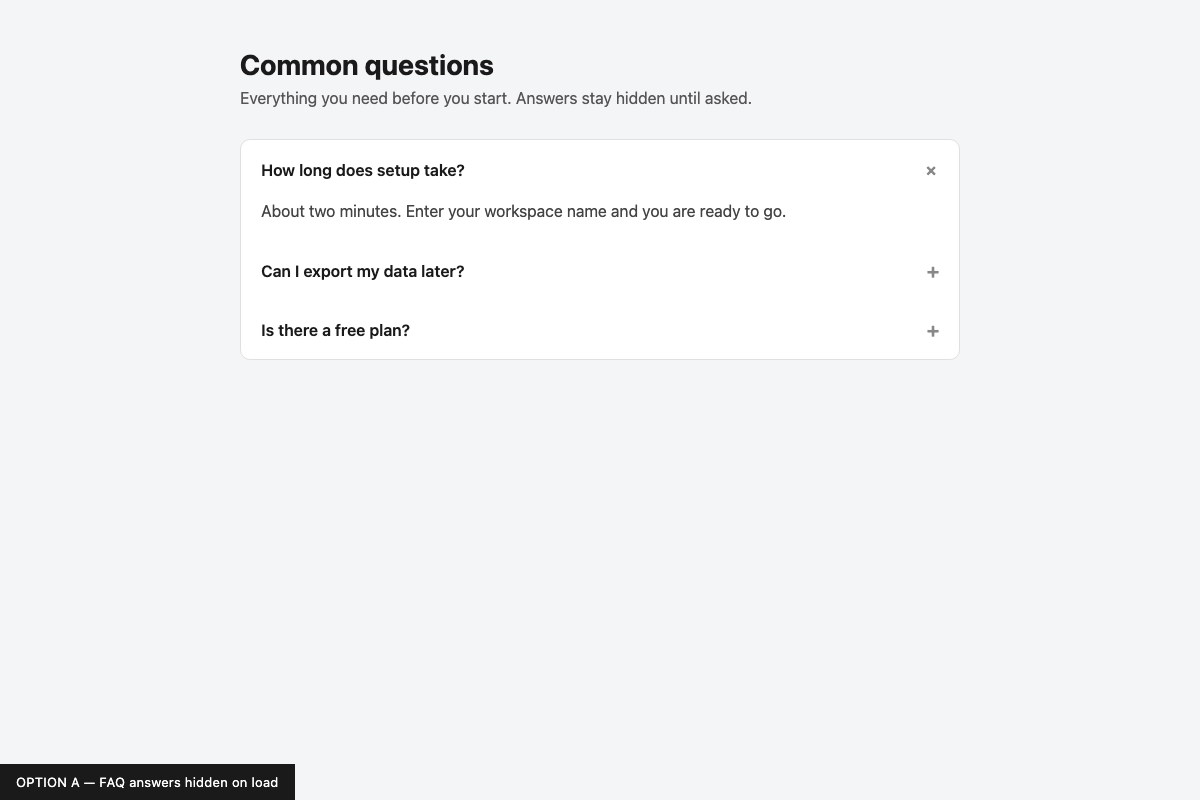 Common questions
Everything you need before you start. Answers stay hidden until asked.
How long does setup take? ×
About two minutes. Enter your workspace name and you are ready to go.
Can I export my data later? +
Is there a free plan? +
OPTION A — FAQ answers hidden on load